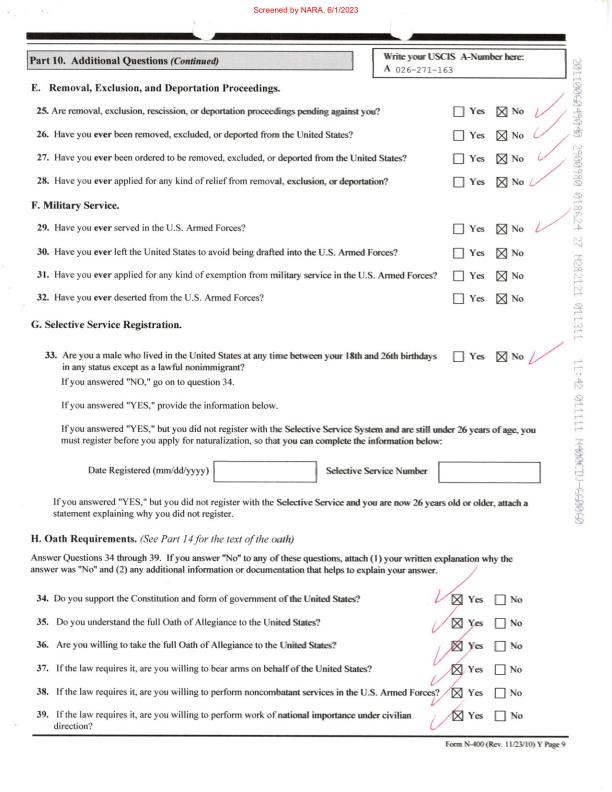 Screened by NARA, 6/1/2023
Part 10. Additional Questions (Continued)
Write your USCIS A-Number here:
A 026-271-163
E. Removal, Exclusion, and Deportation Proceedings.
25. Are removal, exclusion, rescission, or deportation proceedings pending against you? Yes No
26. Have you ever been removed, excluded, or deported from the United States? Yes No
27. Have you ever been ordered to be removed, excluded, or deported from the United States? Yes No
28. Have you ever applied for any kind of relief from removal, exclusion, or deportation? Yes No
F. Military Service.
29. Have you ever served in the U.S. Armed Forces? Yes No
30. Have you ever left the United States to avoid being drafted into the U.S. Armed Forces? Yes No
31. Have you ever applied for any kind of exemption from military service in the U.S. Armed Forces? Yes No
32. Have you ever deserted from the U.S. Armed Forces? Yes No
G. Selective Service Registration.
33. Are you a male who lived in the United States at any time between your 18th and 26th birthdays Yes No
in any status except as a lawful nonimmigrant?
If you answered "NO," go on to question 34.
If you answered "YES," provide the information below.
If you answered "YES," but you did not register with the Selective Service System and are still under 26 years of age, you
must register before you apply for naturalization, so that you can complete the information below:
Date Registered (mm/dd/yyyy) Selective Service Number
If you answered "YES," but you did not register with the Selective Service and you are now 26 years old or older, attach a
statement explaining why you did not register.
H. Oath Requirements. (See Part 14 for the text of the oath)
Answer Questions 34 through 39. If you answer "No" to any of these questions, attach (1) your written explanation why the
answer was "No" and (2) any additional information or documentation that helps to explain your answer.
34. Do you support the Constitution and form of government of the United States? Yes No
35. Do you understand the full Oath of Allegiance to the United States? Yes No
36. Are you willing to take the full Oath of Allegiance to the United States? Yes No
37. If the law requires it, are you willing to bear arms on behalf of the United States? Yes No
38. If the law requires it, are you willing to perform noncombatant services in the U.S. Armed Forces? Yes No
39. If the law requires it, are you willing to perform work of national importance under civilian Yes No
direction?
Form N-400 (Rev. 11/23/10) Y Page 9
018624 27 N282121 011311 11:42 011111